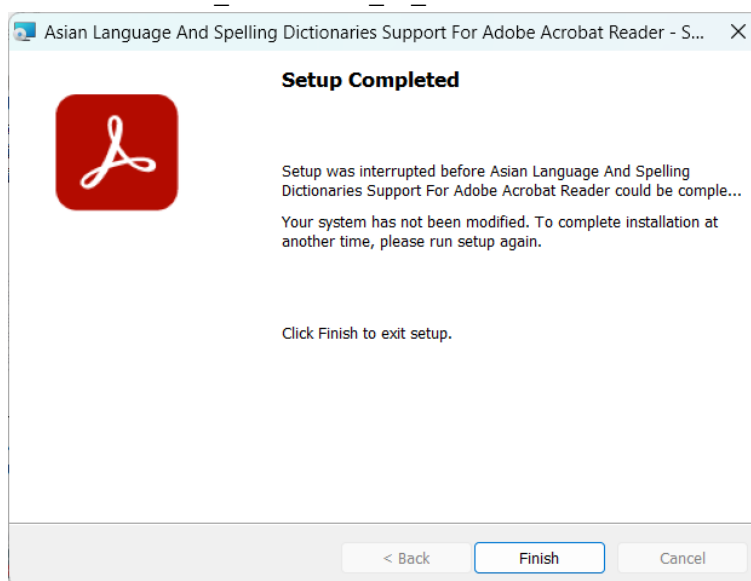 Asian Language And Spelling Dictionaries Support For Adobe Acrobat Reader - S...
Setup Completed
Setup was interrupted before Asian Language And Spelling
Dictionaries Support For Adobe Acrobat Reader could be comple...
Your system has not been modified. To complete installation at
another time, please run setup again.
Click Finish to exit setup.
< Back Finish Cancel